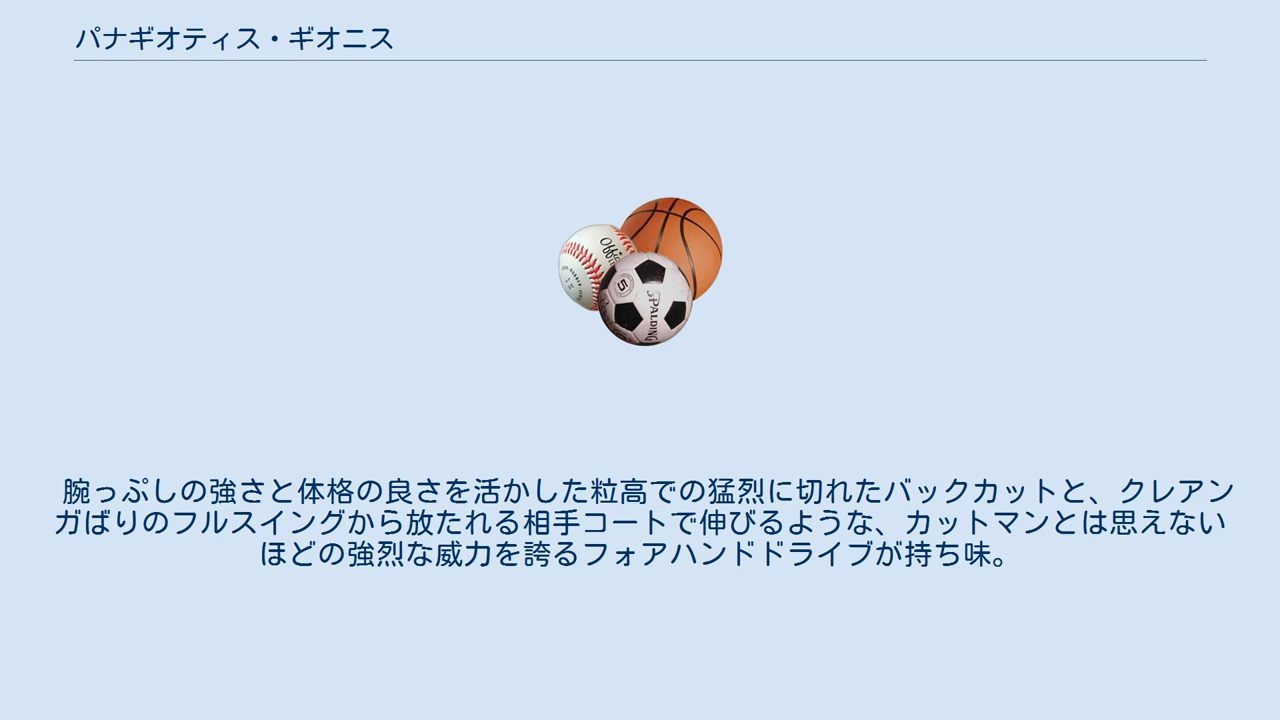 パナギオティス・ギオニス
Offic
5
SPALDING
腕っぷしの強さと体格の良さを活かした粒高での猛烈に切れたバックカットと、クレアン
ガばりのフルスイングから放たれる相手コートで伸びるような、カットマンとは思えない
ほどの強烈な威力を誇るフォアハンドドライブが持ち味。